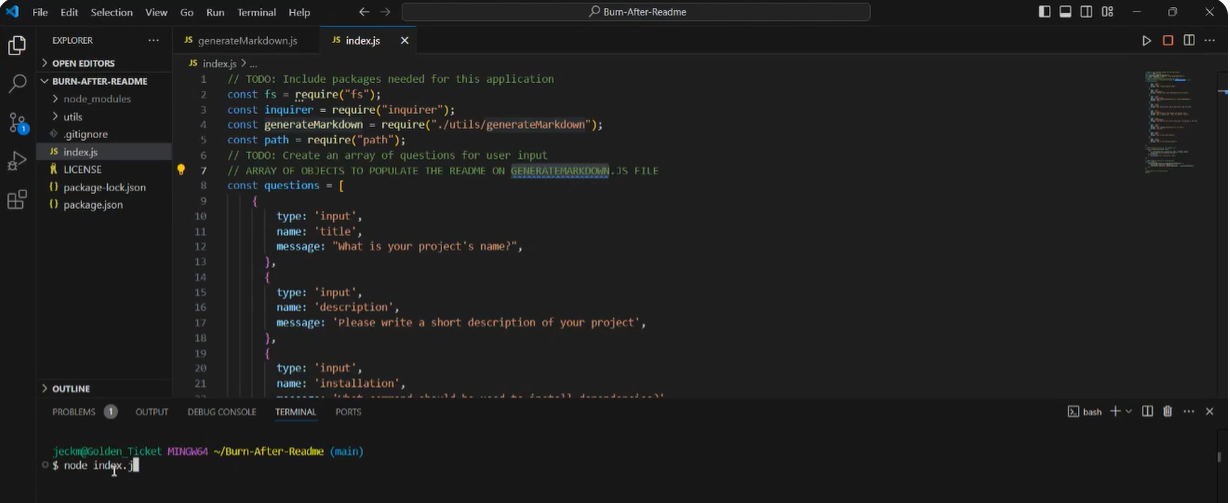 File Edit Selection View Go Run Terminal Help
Burn-After-Readme
EXPLORER
OPEN EDITORS
BURN-AFTER-README
node_modules
utils
.gitignore
JS index.js
LICENSE
{} package-lock.json
{} package.json
OUTLINE
1
JS generateMarkdown.js JS index.js
JS index.js > ...
1 // TODO: Include packages needed for this application
2 const fs = require("fs");
3 const inquirer = require("inquirer");
4 const generateMarkdown = require("./utils/generateMarkdown");
5 const path = require("path");
6 // TODO: Create an array of questions for user input
7 // ARRAY OF OBJECTS TO POPULATE THE README ON GENERATEMARKDOWN.JS FILE
8 const questions = [
9 {
10 type: 'input',
11 name: 'title',
12 message: "What is your project's name?",
13 },
14 {
15 type: 'input',
16 name: 'description',
17 message: 'Please write a short description of your project',
18 },
19 {
20 type: 'input',
21 name: 'installation',
PROBLEMS 1 OUTPUT DEBUG CONSOLE TERMINAL PORTS
bash
jeckm@Golden_Ticket MINGW64 ~/Burn-After-Readme (main)
$ node index.j